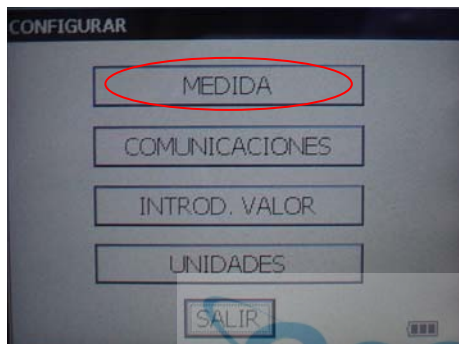 CONFIGURAR
MEDIDA
COMUNICACIONES
INTROD. VALOR
UNIDADES
SALIR